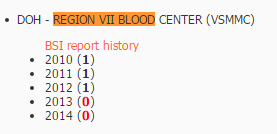 DOH - REGION VII BLOOD CENTER (VSMMC)
BSI report history
2010 (1)
2011 (1)
2012 (1)
2013 (0)
2014 (0)